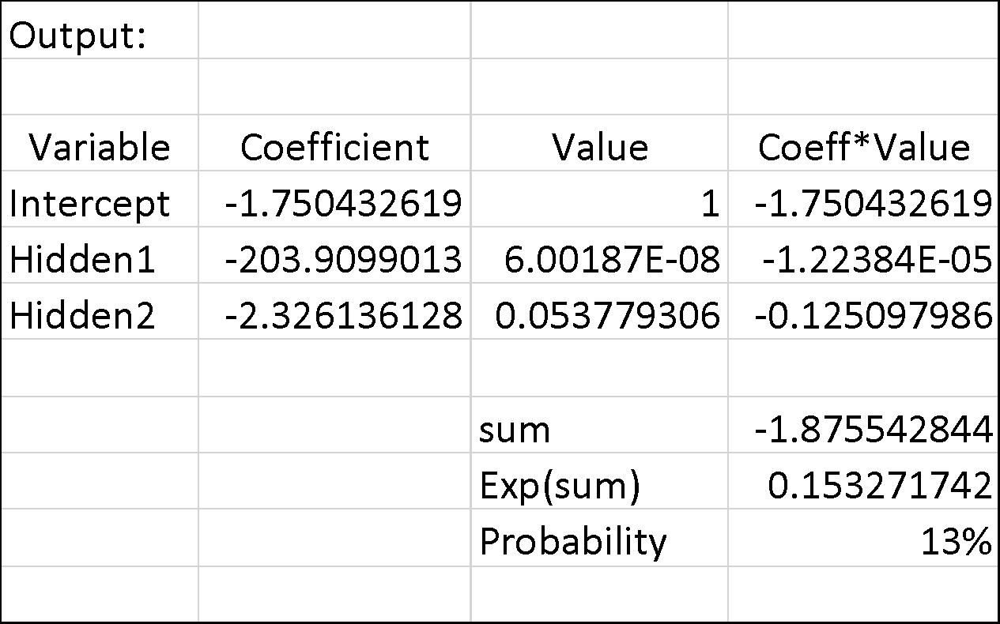 Output:
Variable Coefficient Value Coeff*Value
Intercept -1.750432619 1 -1.750432619
Hidden1 -203.9099013 6.00187E-08 -1.22384E-05
Hidden2 -2.326136128 0.053779306 -0.125097986
sum -1.875542844
Exp(sum) 0.153271742
Probability 13%